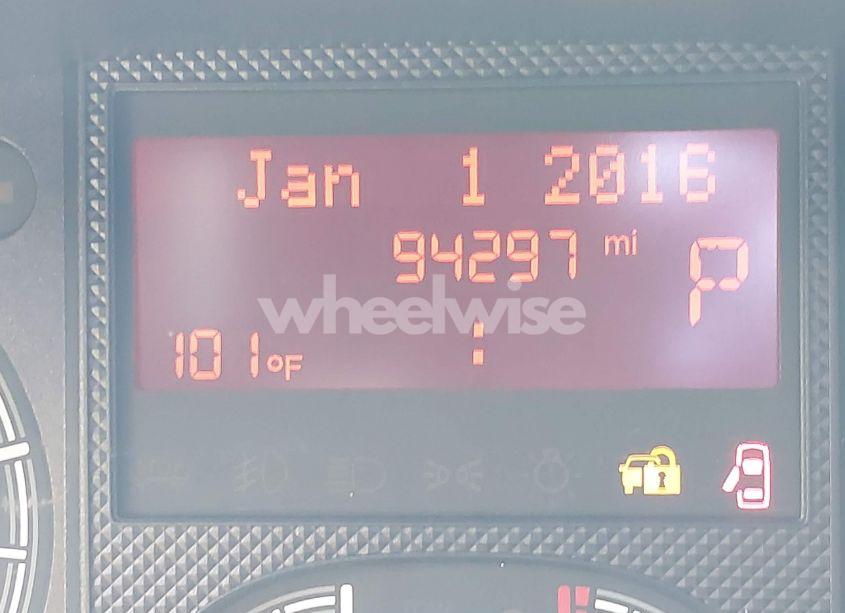 Jan 1 2016
94297 mi
P
wheelwise
101°F :